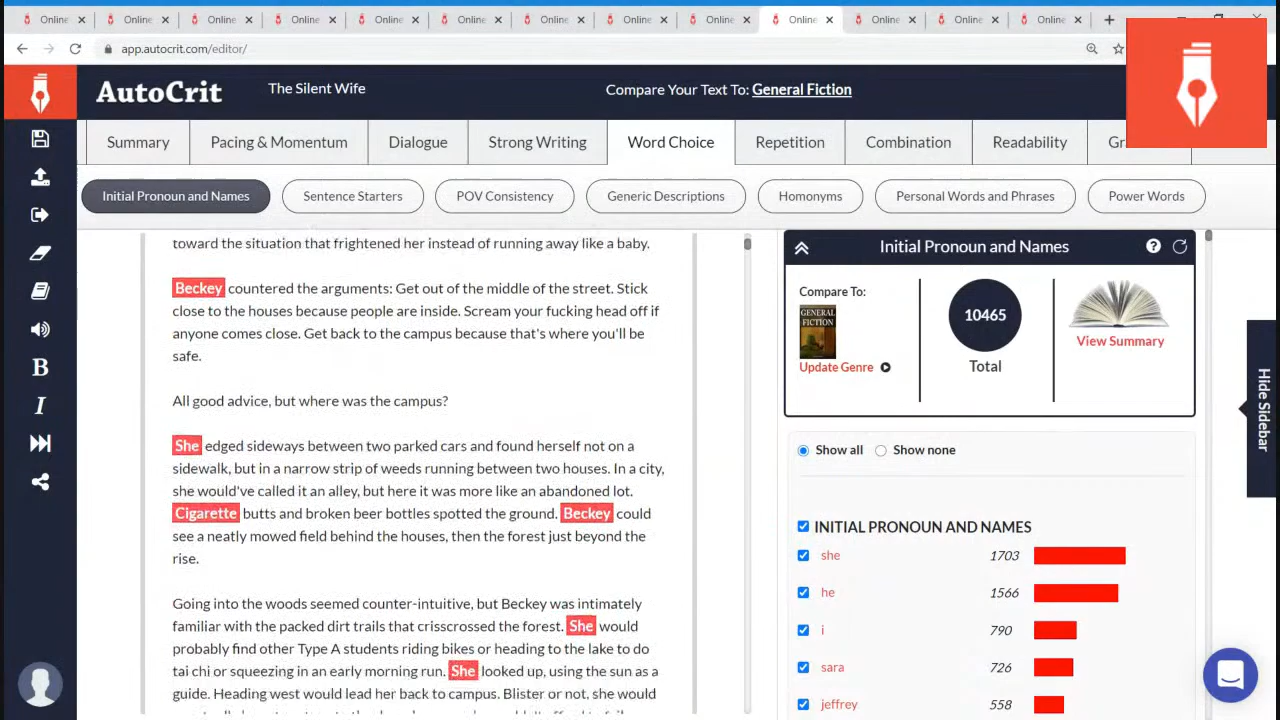 Online
Online
Online
Online
Online
Online
Online
Online
Online
Online
Online
Online
app.autocrit.com/editor/
AutoCrit
The Silent Wife
Compare Your Text To: General Fiction
Summary
Pacing & Momentum
Dialogue
Strong Writing
Word Choice
Repetition
Combination
Readability
Initial Pronoun and Names
Sentence Starters
POV Consistency
Generic Descriptions
Homonyms
Personal Words and Phrases
Power Words
toward the situation that frightened her instead of running away like a baby.
Beckey countered the arguments: Get out of the middle of the street. Stick
close to the houses because people are inside. Scream your fucking head off if
anyone comes close. Get back to the campus because that's where you'll be
safe.
All good advice, but where was the campus?
She edged sideways between two parked cars and found herself not on a
sidewalk, but in a narrow strip of weeds running between two houses. In a city,
she would've called it an alley, but here it was more like an abandoned lot.
Cigarette butts and broken beer bottles spotted the ground. Beckey could
see a neatly mowed field behind the houses, then the forest just beyond the
rise.
Going into the woods seemed counter-intuitive, but Beckey was intimately
familiar with the packed dirt trails that crisscrossed the forest. She would
probably find other Type A students riding bikes or heading to the lake to do
tai chi or squeezing in an early morning run. She looked up, using the sun as a
guide. Heading west would lead her back to campus. Blister or not, she would
B
I
Initial Pronoun and Names
Compare To:
GENERAL
FICTION
Update Genre
10465
Total
View Summary
Show all
Show none
INITIAL PRONOUN AND NAMES
she 1703
he 1566
i 790
sara 726
jeffrey 558
Hide Sidebar